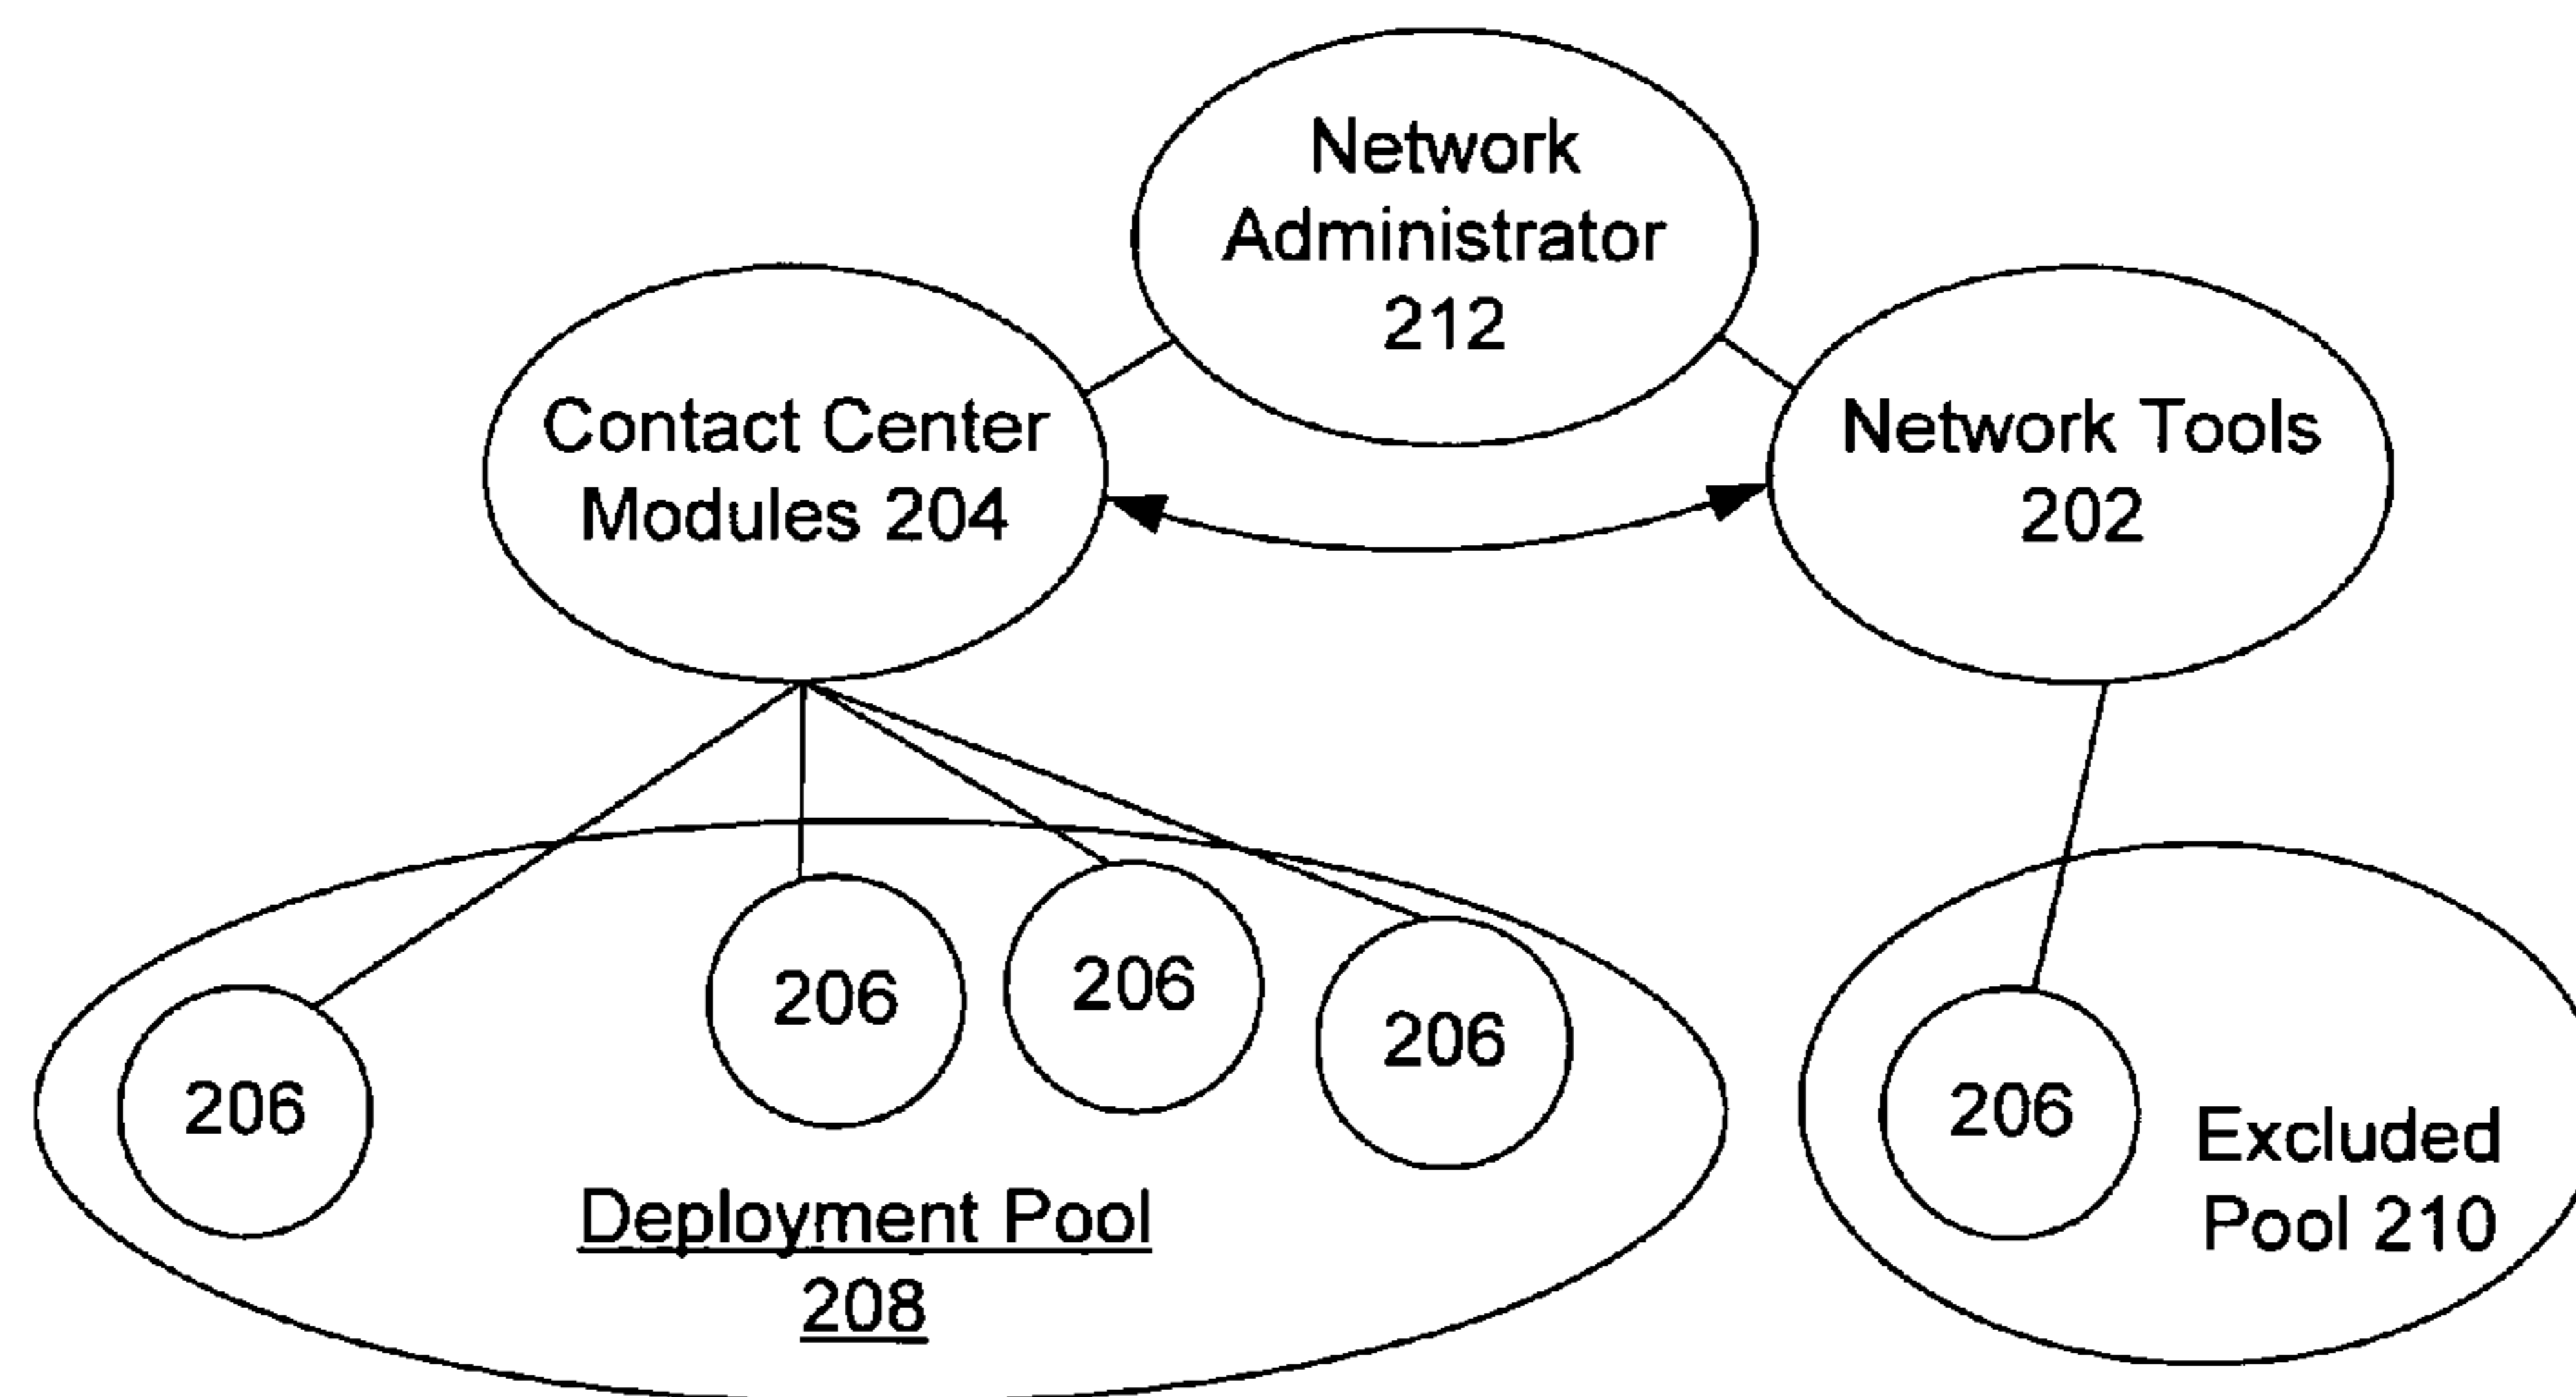 Network
Administrator
212
Contact Center
Modules 204
Network Tools
202
206
206
206
206
Deployment Pool
208
206
Excluded
Pool 210